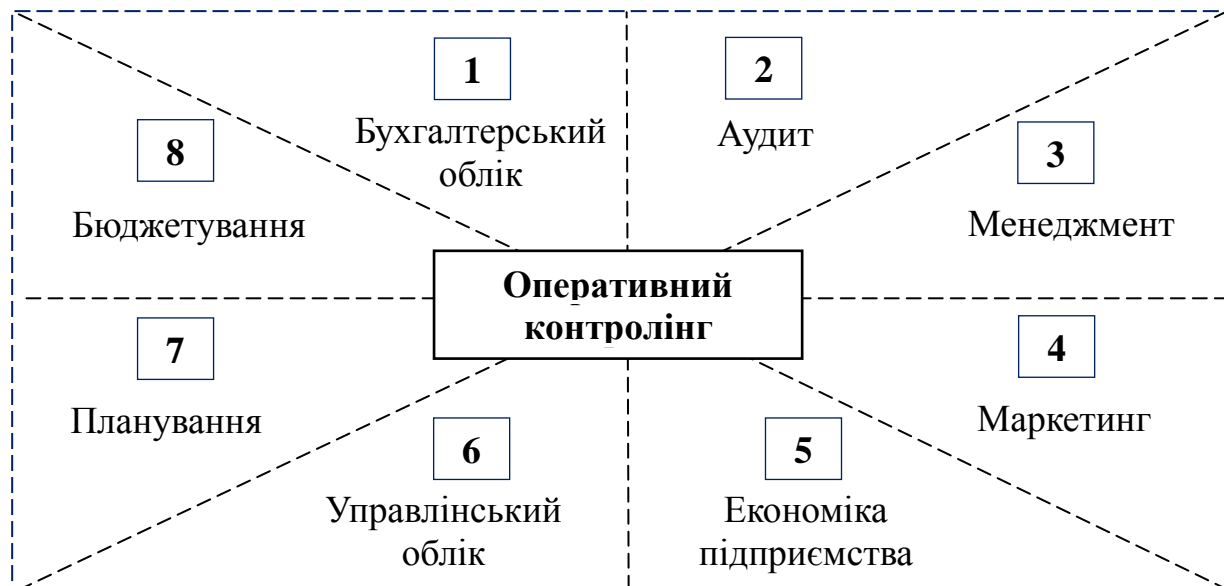 1
Бухгалтерський
облік
2
Аудит
3
Менеджмент
4
Маркетинг
5
Економіка
підприємства
6
Управлінський
облік
7
Планування
8
Бюджетування
Оперативний
контролінг